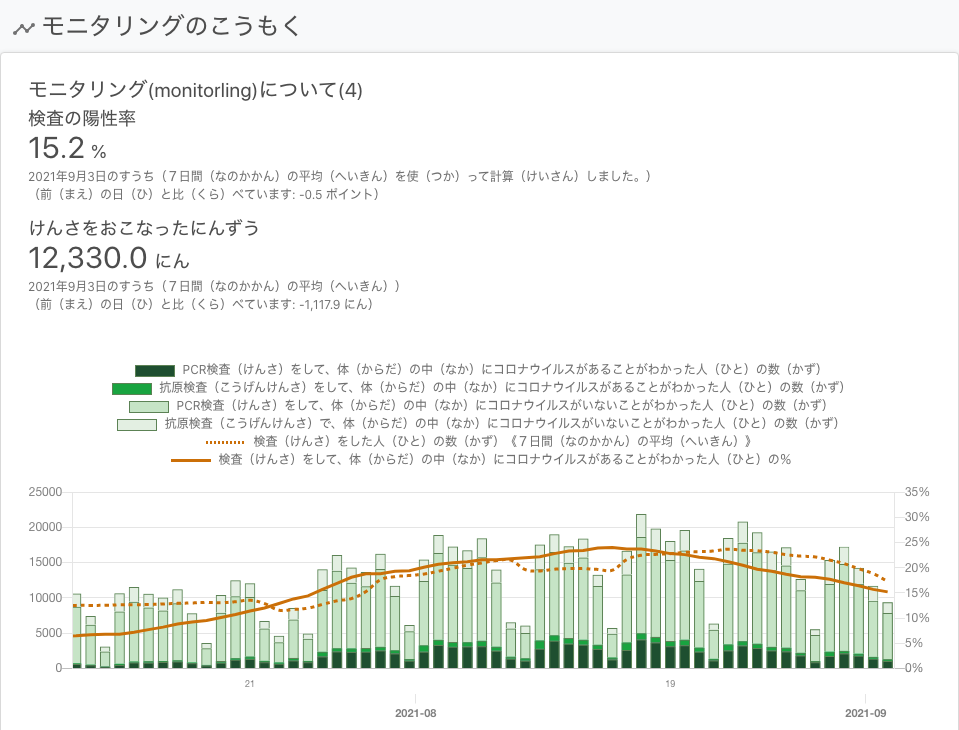 モニタリングのこうもく
モニタリング(monitorling)について(4)
検査の陽性率
15.2 %
2021年9月3日のすうち（７日間（なのかかん）の平均（へいきん）を使（つか）って計算（けいさん）しました。）
（前（まえ）の日（ひ）と比（くら）べています: -0.5 ポイント）
けんさをおこなったにんずう
12,330.0 にん
2021年9月3日のすうち（７日間（なのかかん）の平均（へいきん））
（前（まえ）の日（ひ）と比（くら）べています: -1,117.9 にん）
PCR検査（けんさ）をして、体（からだ）の中（なか）にコロナウイルスがあることがわかった人（ひと）の数（かず）
抗原検査（こうげんけんさ）をして、体（からだ）の中（なか）にコロナウイルスがあることがわかった人（ひと）の数（かず）
PCR検査（けんさ）をして、体（からだ）の中（なか）にコロナウイルスがいないことがわかった人（ひと）の数（かず）
抗原検査（こうげんけんさ）で、体（からだ）の中（なか）にコロナウイルスがいないことがわかった人（ひと）の数（かず）
検査（けんさ）をした人（ひと）の数（かず）《７日間（なのかかん）の平均（へいきん）》
検査（けんさ）をして、体（からだ）の中（なか）にコロナウイルスがあることがわかった人（ひと）の％
25000 35%
30%
20000
25%
15000
20%
10000 15%
10%
5000
5%
0 0%
21 19
2021-08 2021-09